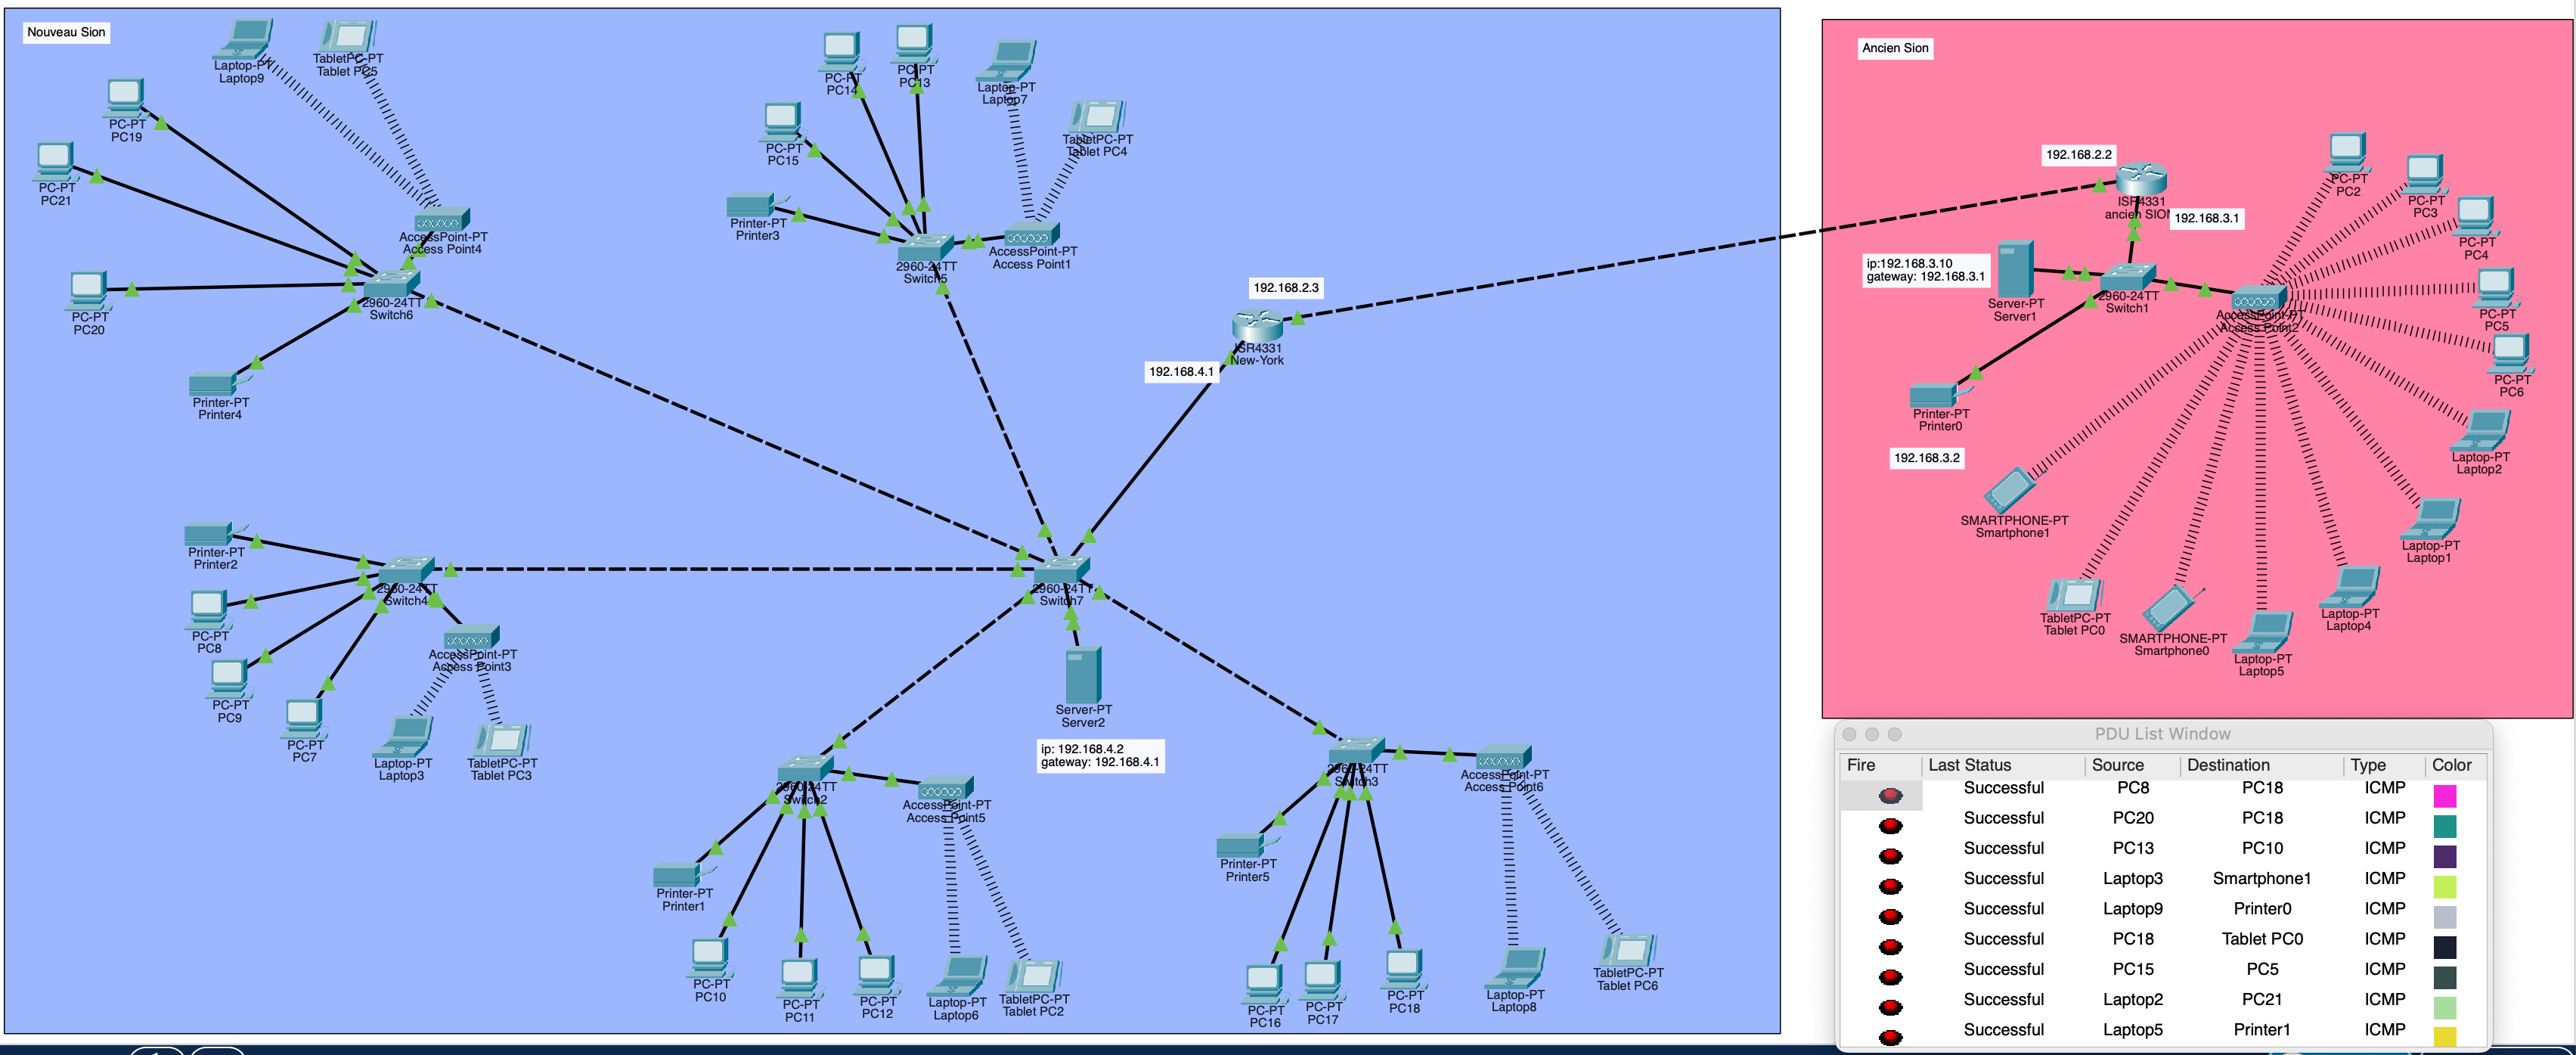 Nouveau Sion
Laptop-PT
Laptop9
TabletPC-PT
Tablet PC5
PC-PT
PC19
PC-PT
PC21
PC-PT
PC20
AccessPoint-PT
Access Point4
2960-24TT
Switch6
Printer-PT
Printer4
PC-PT
PC14
PC-PT
PC13
Laptop-PT
Laptop7
PC-PT
PC15
TabletPC-PT
Tablet PC4
Printer-PT
Printer3
2960-24TT
Switch5
AccessPoint-PT
Access Point1
192.168.2.3
ISR4331
New-York
192.168.4.1
Printer-PT
Printer2
2960-24TT
Switch4
PC-PT
PC8
PC-PT
PC9
PC-PT
PC7
AccessPoint-PT
Access Point3
Laptop-PT
Laptop3
TabletPC-PT
Tablet PC3
2960-24TT
Switch7
Server-PT
Server2
ip: 192.168.4.2
gateway: 192.168.4.1
2960-24TT
Switch2
AccessPoint-PT
Access Point5
Printer-PT
Printer1
PC-PT
PC10
PC-PT
PC11
PC-PT
PC12
Laptop-PT
Laptop6
TabletPC-PT
Tablet PC2
2960-24TT
Switch3
AccessPoint-PT
Access Point6
Printer-PT
Printer5
PC-PT
PC16
PC-PT
PC17
PC-PT
PC18
Laptop-PT
Laptop8
TabletPC-PT
Tablet PC6
Ancien Sion
192.168.2.2
ISR4331
ancien SION
192.168.3.1
ip:192.168.3.10
gateway: 192.168.3.1
Server-PT
Server1
2960-24TT
Switch1
AccessPoint-PT
Access Point2
Printer-PT
Printer0
192.168.3.2
PC-PT
PC2
PC-PT
PC3
PC-PT
PC4
PC-PT
PC5
PC-PT
PC6
Laptop-PT
Laptop2
Laptop-PT
Laptop1
Laptop-PT
Laptop4
Laptop-PT
Laptop5
SMARTPHONE-PT
Smartphone0
TabletPC-PT
Tablet PC0
SMARTPHONE-PT
Smartphone1
PDU List Window
Fire Last Status Source Destination Type Color
Successful PC8 PC18 ICMP
Successful PC20 PC18 ICMP
Successful PC13 PC10 ICMP
Successful Laptop3 Smartphone1 ICMP
Successful Laptop9 Printer0 ICMP
Successful PC18 Tablet PC0 ICMP
Successful PC15 PC5 ICMP
Successful Laptop2 PC21 ICMP
Successful Laptop5 Printer1 ICMP